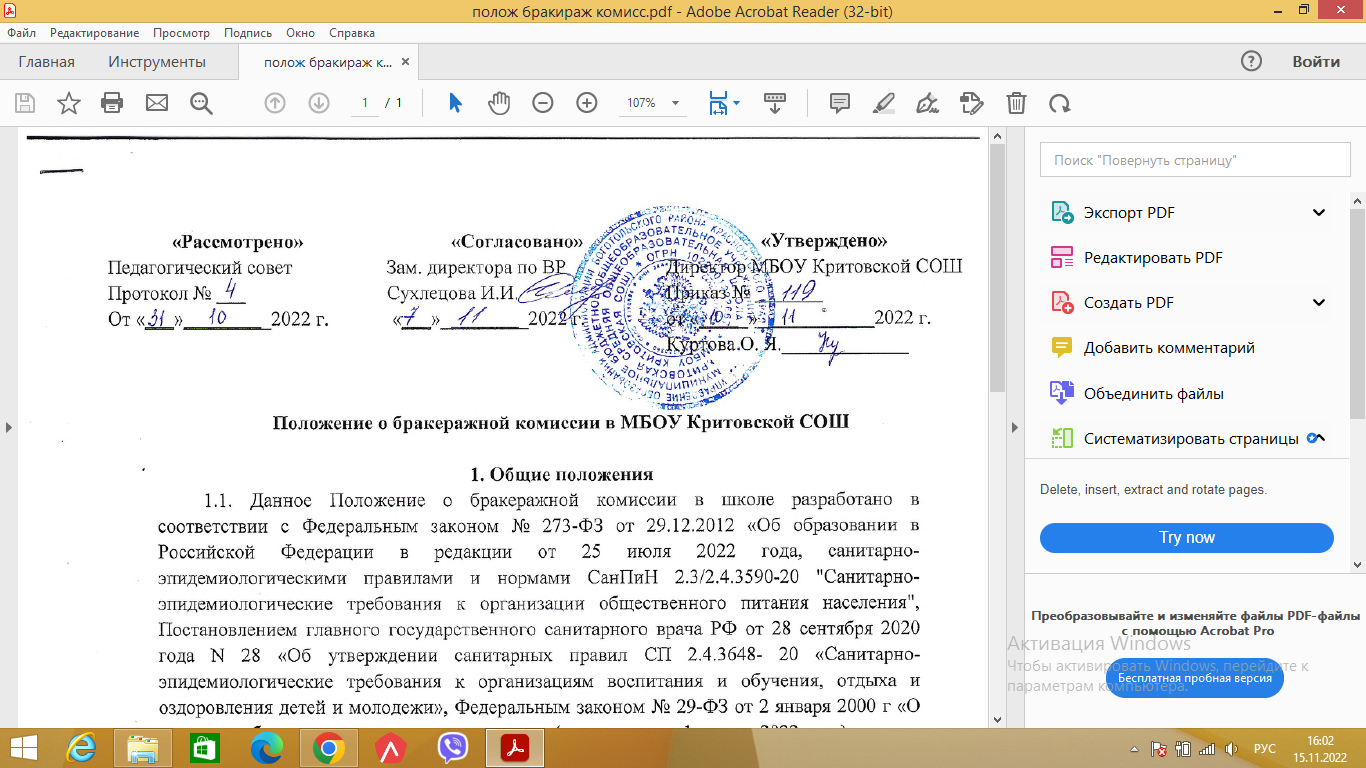 полож бракираж комисс.pdf - Adobe Acrobat Reader (32-bit)
Файл Редактирование Просмотр Подпись Окно Справка
Главная Инструменты полож бракираж к... × Войти
1 / 1 107%
Поиск "Повернуть страницу"
Экспорт PDF
Редактировать PDF
Создать PDF
Добавить комментарий
Объединить файлы
Систематизировать страницы
Delete, insert, extract and rotate pages.
Try now
Преобразовывайте и изменяйте файлы PDF-файлы
с помощью Acrobat Pro
Бесплатная пробная версия
Активация Windows
Чтобы активировать Windows, перейдите к
параметрам компьютера.
«Рассмотрено» «Согласовано» «Утверждено»
Педагогический совет Зам. директора по ВР Директор МБОУ Критовской СОШ
Протокол № 4 Сухлецова И.И. Приказ № 119
От «31» 10 2022 г. «7» 11 2022 г от « » 11 2022 г.
Куртова О. Я.
Положение о бракеражной комиссии в МБОУ Критовской СОШ
1. Общие положения
1.1. Данное Положение о бракеражной комиссии в школе разработано в
соответствии с Федеральным законом № 273-ФЗ от 29.12.2012 «Об образовании в
Российской Федерации в редакции от 25 июля 2022 года, санитарно-
эпидемиологическими правилами и нормами СанПиН 2.3/2.4.3590-20 "Санитарно-
эпидемиологические требования к организации общественного питания населения",
Постановлением главного государственного санитарного врача РФ от 28 сентября 2020
года N 28 «Об утверждении санитарных правил СП 2.4.3648- 20 «Санитарно-
эпидемиологические требования к организациям воспитания и обучения, отдыха и
оздоровления детей и молодежи», Федеральным законом № 29-ФЗ от 2 января 2000 г «О
РУС
16:02
15.11.2022